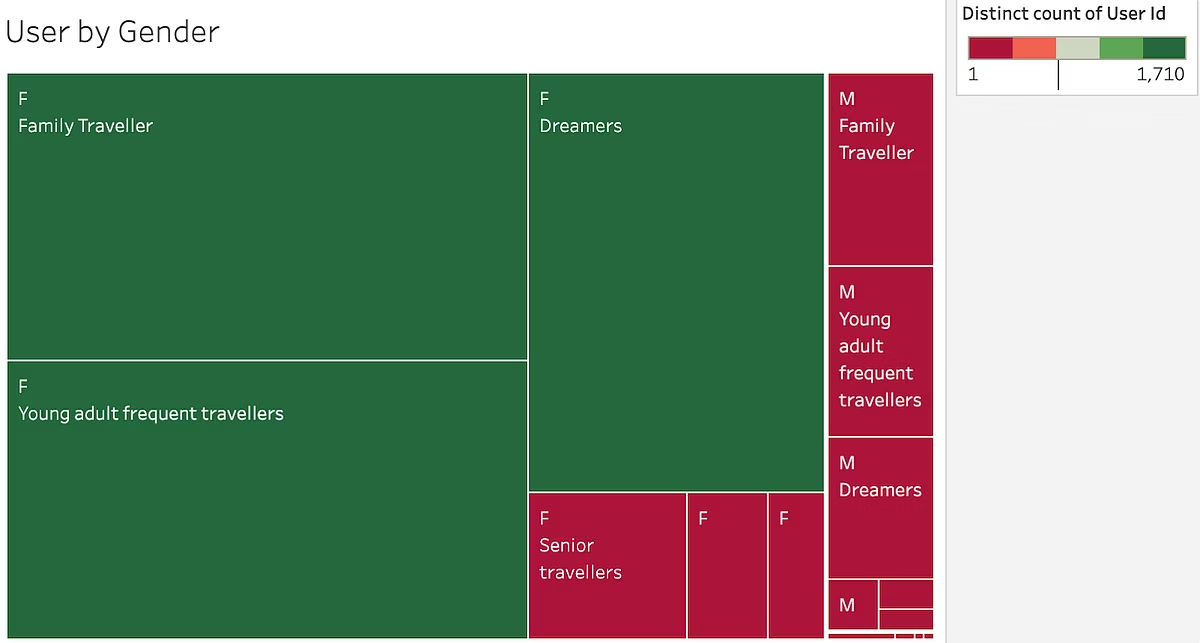 User by Gender
Distinct count of User Id
1
1,710
F
Family Traveller
F
Young adult frequent travellers
F
Dreamers
F
Senior
travellers
F
F
M
Family
Traveller
M
Young
adult
frequent
travellers
M
Dreamers
M